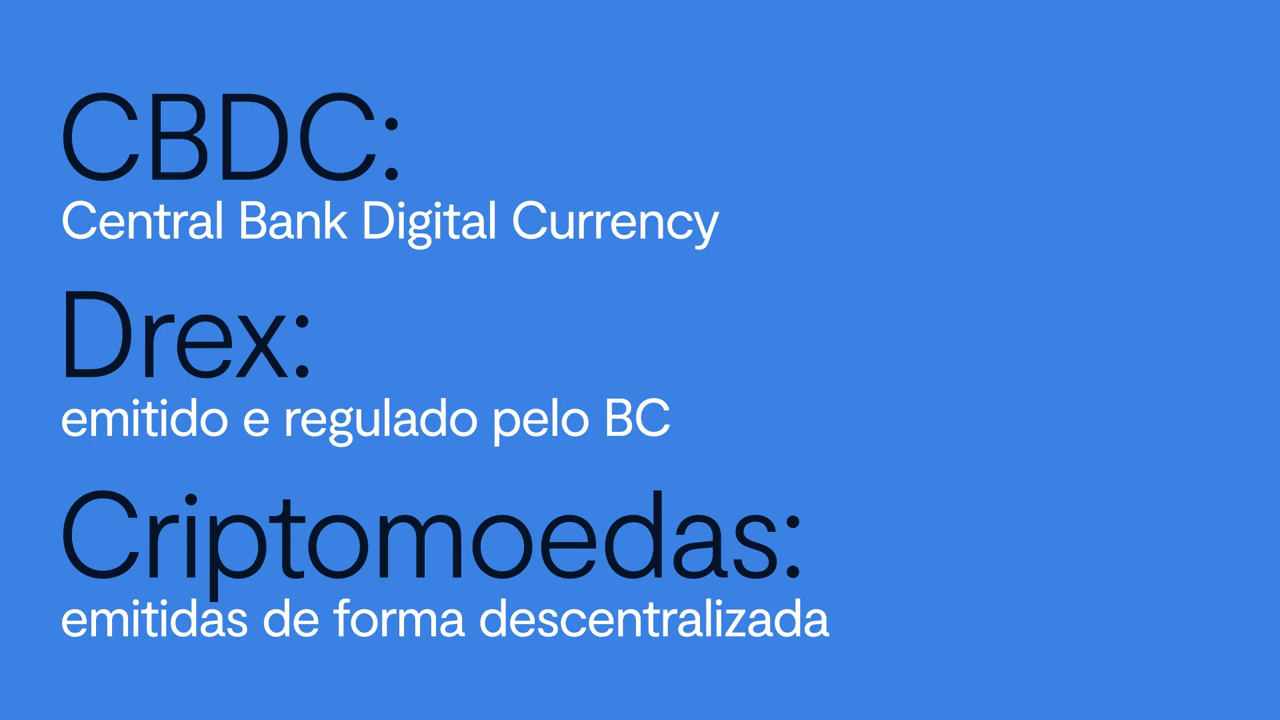 CBDC:
Central Bank Digital Currency
Drex:
emitido e regulado pelo BC
Criptomoedas:
emitidas de forma descentralizada